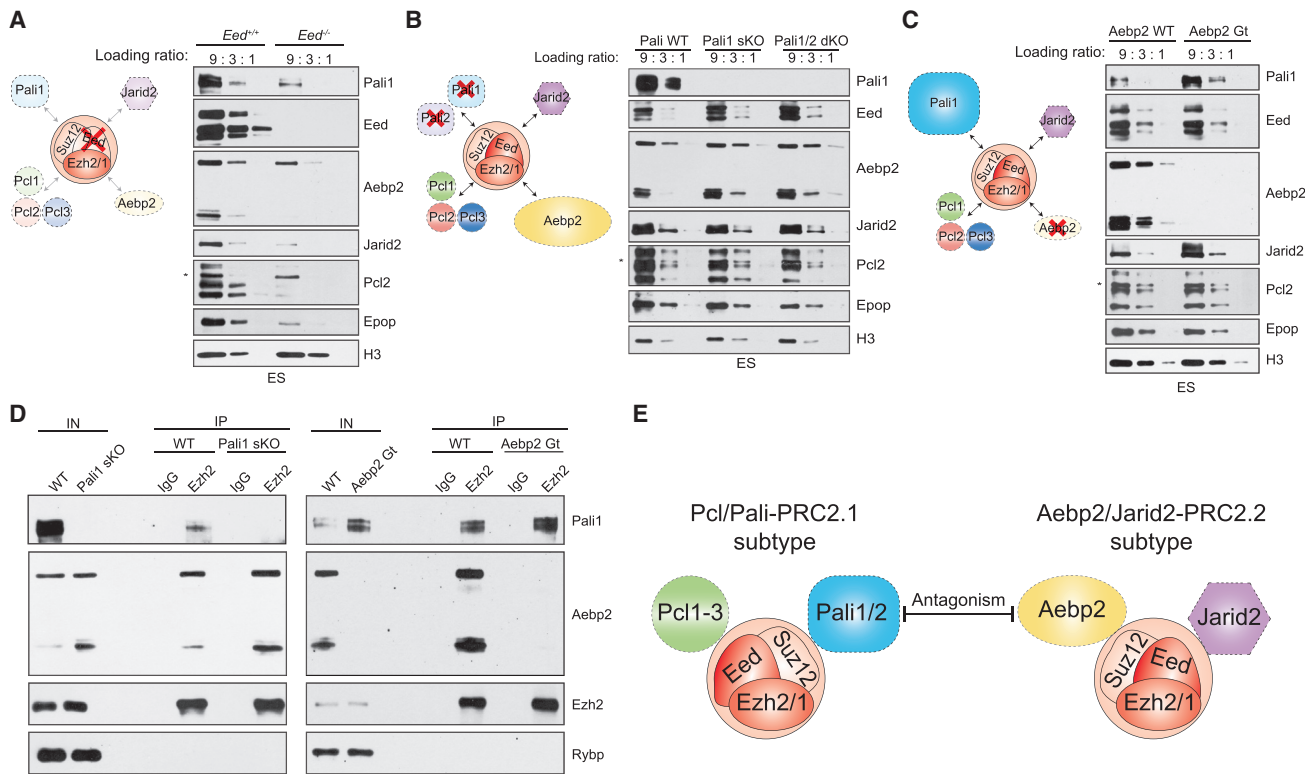 A
Eed+/+ Eed-/-
Loading ratio: 9 : 3 : 1 9 : 3 : 1
Pali1
Jarid2
Suz12
Eed
Ezh2/1
Pcl1
Pcl2 Pcl3
Aebp2
Pali1
Eed
Aebp2
Jarid2
* Pcl2
Epop
H3
ES
B
Pali WT Pali1 sKO Pali1/2 dKO
Loading ratio: 9 : 3 : 1 9 : 3 : 1 9 : 3 : 1
Pali1
Pali2
Jarid2
Suz12
Eed
Ezh2/1
Pcl1
Pcl2 Pcl3
Aebp2
Pali1
Eed
Aebp2
Jarid2
* Pcl2
Epop
H3
ES
C
Aebp2 WT Aebp2 Gt
Loading ratio: 9 : 3 : 1 9 : 3 : 1
Pali1
Jarid2
Suz12
Eed
Ezh2/1
Pcl1
Pcl2 Pcl3
Aebp2
Pali1
Eed
Aebp2
Jarid2
* Pcl2
Epop
H3
ES
D
IN IP
WT Pali1 sKO
WT Pali1 sKO IgG Ezh2 IgG Ezh2
IN IP
WT Aebp2 Gt
WT Aebp2 Gt IgG Ezh2 IgG Ezh2
Pali1
Aebp2
Ezh2
Rybp
E
Pcl/Pali-PRC2.1
subtype
Aebp2/Jarid2-PRC2.2
subtype
Pcl1-3
Pali1/2
Antagonism
Aebp2
Jarid2
Eed
Suz12
Ezh2/1
Suz12
Eed
Ezh2/1